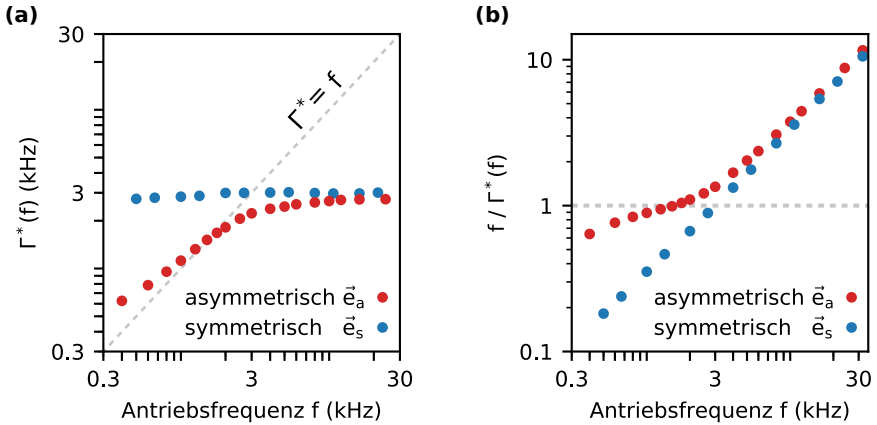 (a)
30
3
0.3
Γ*(f) (kHz)
Γ* = f
asymmetrisch e⃗ₐ
symmetrisch e⃗ₛ
0.3
3
30
Antriebsfrequenz f (kHz)
(b)
10
1
0.1
f / Γ*(f)
asymmetrisch e⃗ₐ
symmetrisch e⃗ₛ
0.3
3
30
Antriebsfrequenz f (kHz)